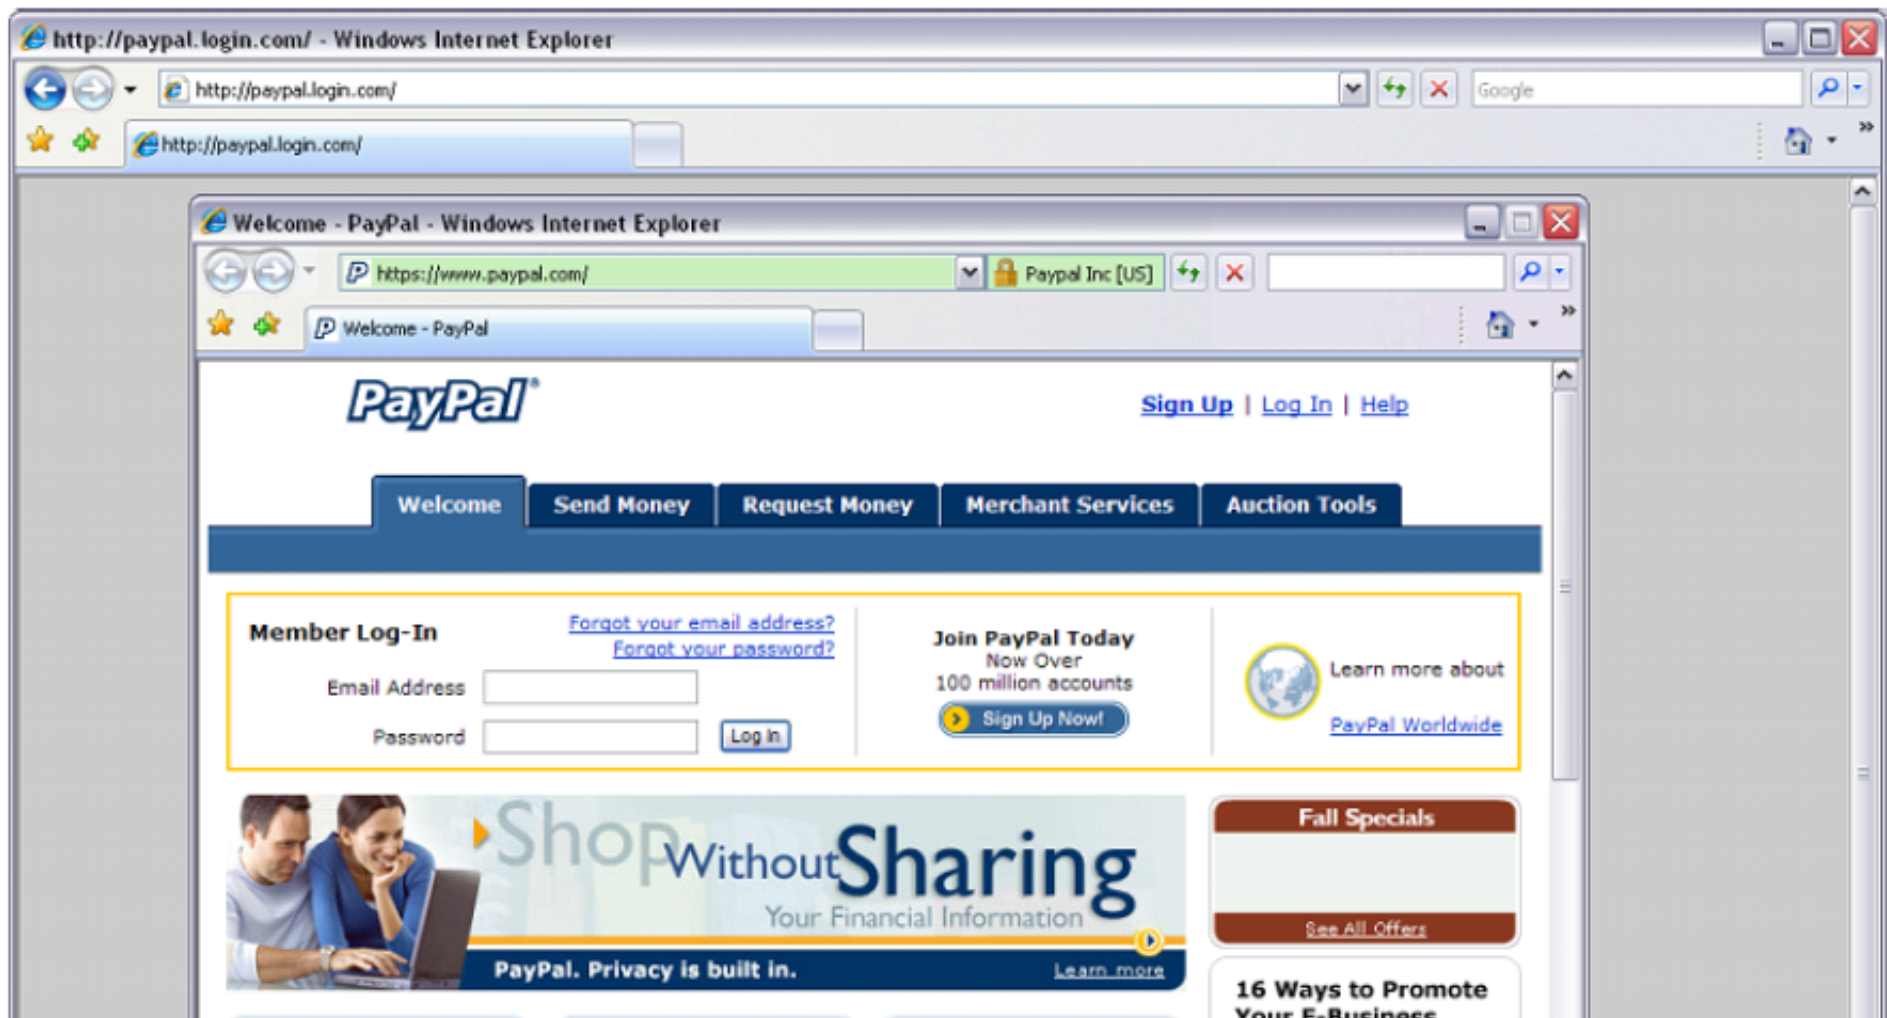 http://paypal.login.com/ - Windows Internet Explorer
http://paypal.login.com/
Google
http://paypal.login.com/
Welcome - PayPal - Windows Internet Explorer
https://www.paypal.com/
Paypal Inc [US]
Welcome - PayPal
PayPal®
Sign Up | Log In | Help
Welcome
Send Money
Request Money
Merchant Services
Auction Tools
Member Log-In
Forgot your email address?
Forgot your password?
Email Address
Password
Log In
Join PayPal Today
Now Over
100 million accounts
Sign Up Now!
Learn more about
PayPal Worldwide
Shop Without Sharing
Your Financial Information
PayPal. Privacy is built in.
Learn more
Fall Specials
See All Offers
16 Ways to Promote
Your E-Business